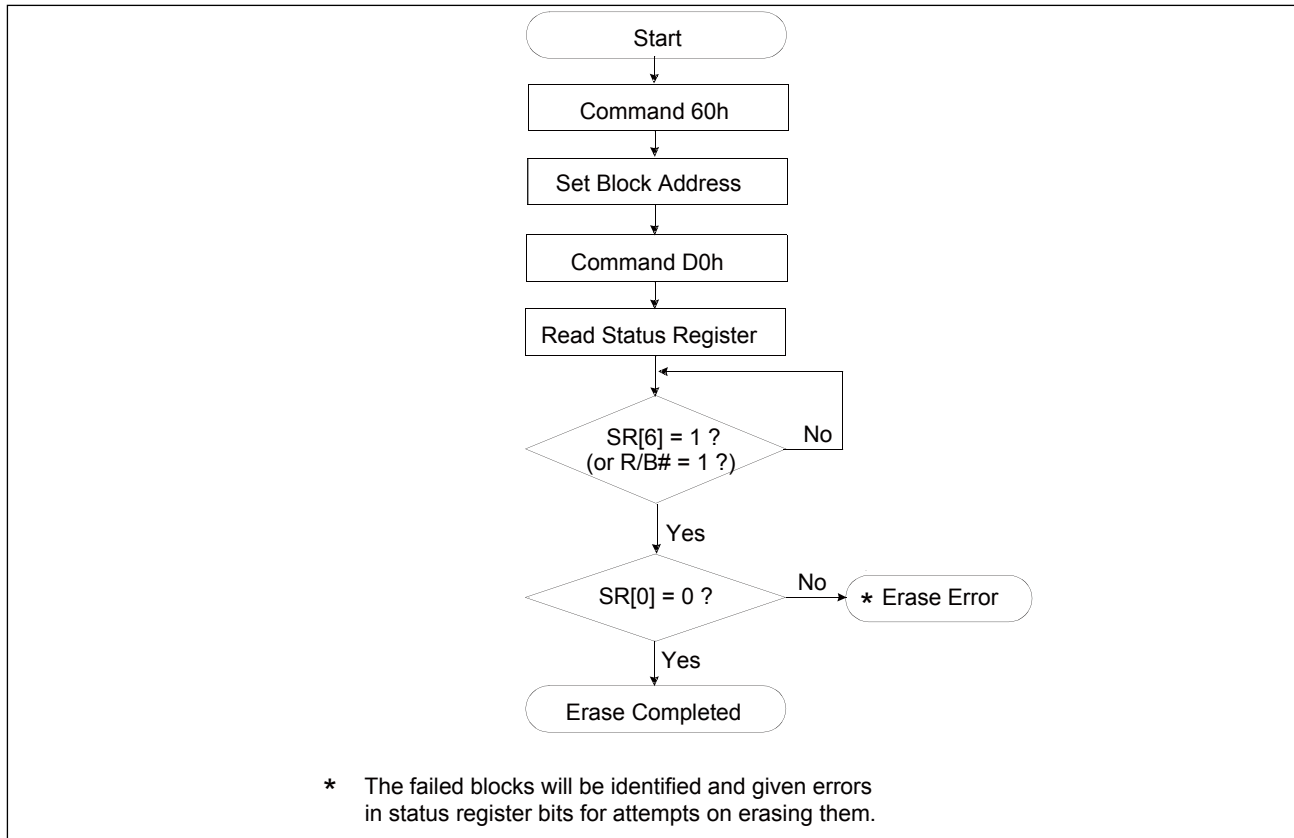 Start
Command 60h
Set Block Address
Command D0h
Read Status Register
SR[6] = 1 ?
(or R/B# = 1 ?)
No
Yes
SR[0] = 0 ?
No
* Erase Error
Yes
Erase Completed
* The failed blocks will be identified and given errors
in status register bits for attempts on erasing them.